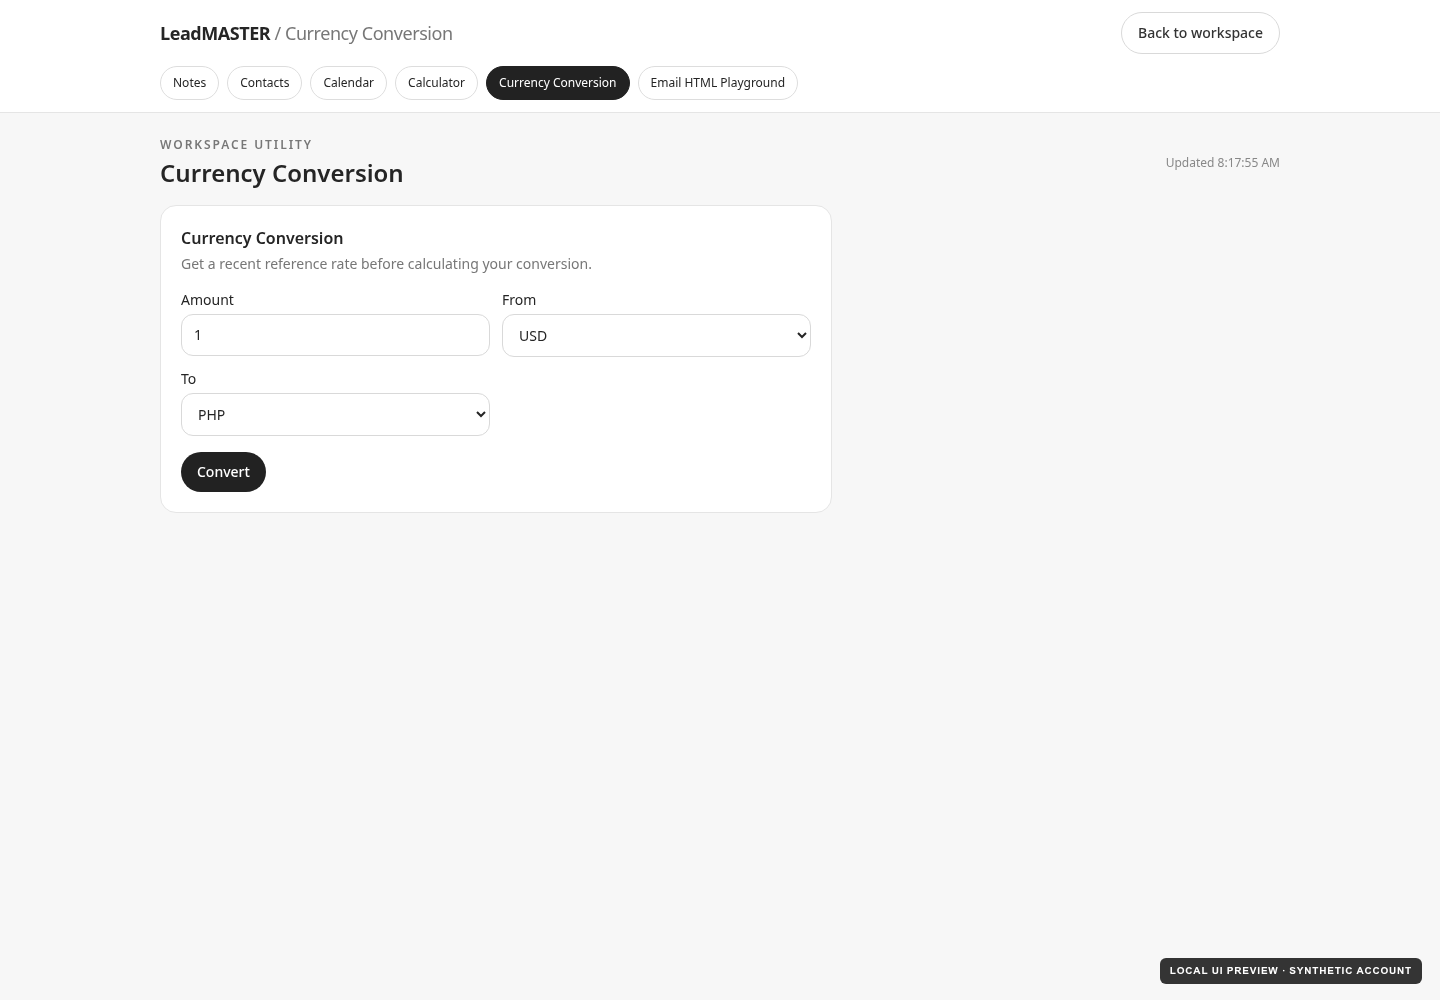 LeadMASTER / Currency Conversion
Back to workspace
Notes
Contacts
Calendar
Calculator
Currency Conversion
Email HTML Playground
WORKSPACE UTILITY
Currency Conversion
Updated 8:17:55 AM
Currency Conversion
Get a recent reference rate before calculating your conversion.
Amount
From
1
USD
To
PHP
Convert
LOCAL UI PREVIEW · SYNTHETIC ACCOUNT